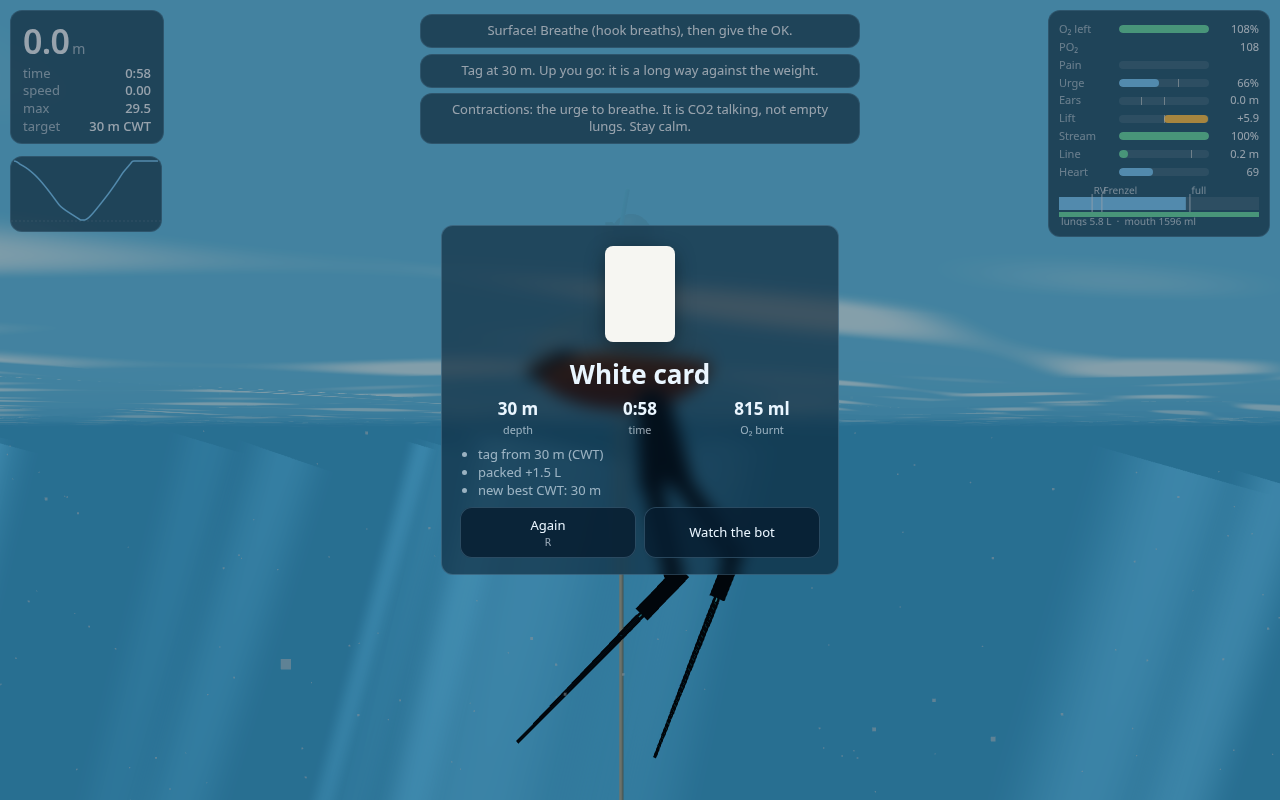 0.0 m
time 0:58
speed 0.00
max 29.5
target 30 m CWT
Surface! Breathe (hook breaths), then give the OK.
Tag at 30 m. Up you go: it is a long way against the weight.
Contractions: the urge to breathe. It is CO2 talking, not empty
lungs. Stay calm.
O₂ left 108%
PO₂ 108
Pain
Urge 66%
Ears 0.0 m
Lift +5.9
Stream 100%
Line 0.2 m
Heart 69
RV Frenzel full
lungs 5.8 L · mouth 1596 ml
White card
30 m 0:58 815 ml
depth time O₂ burnt
• tag from 30 m (CWT)
• packed +1.5 L
• new best CWT: 30 m
Again Watch the bot
R